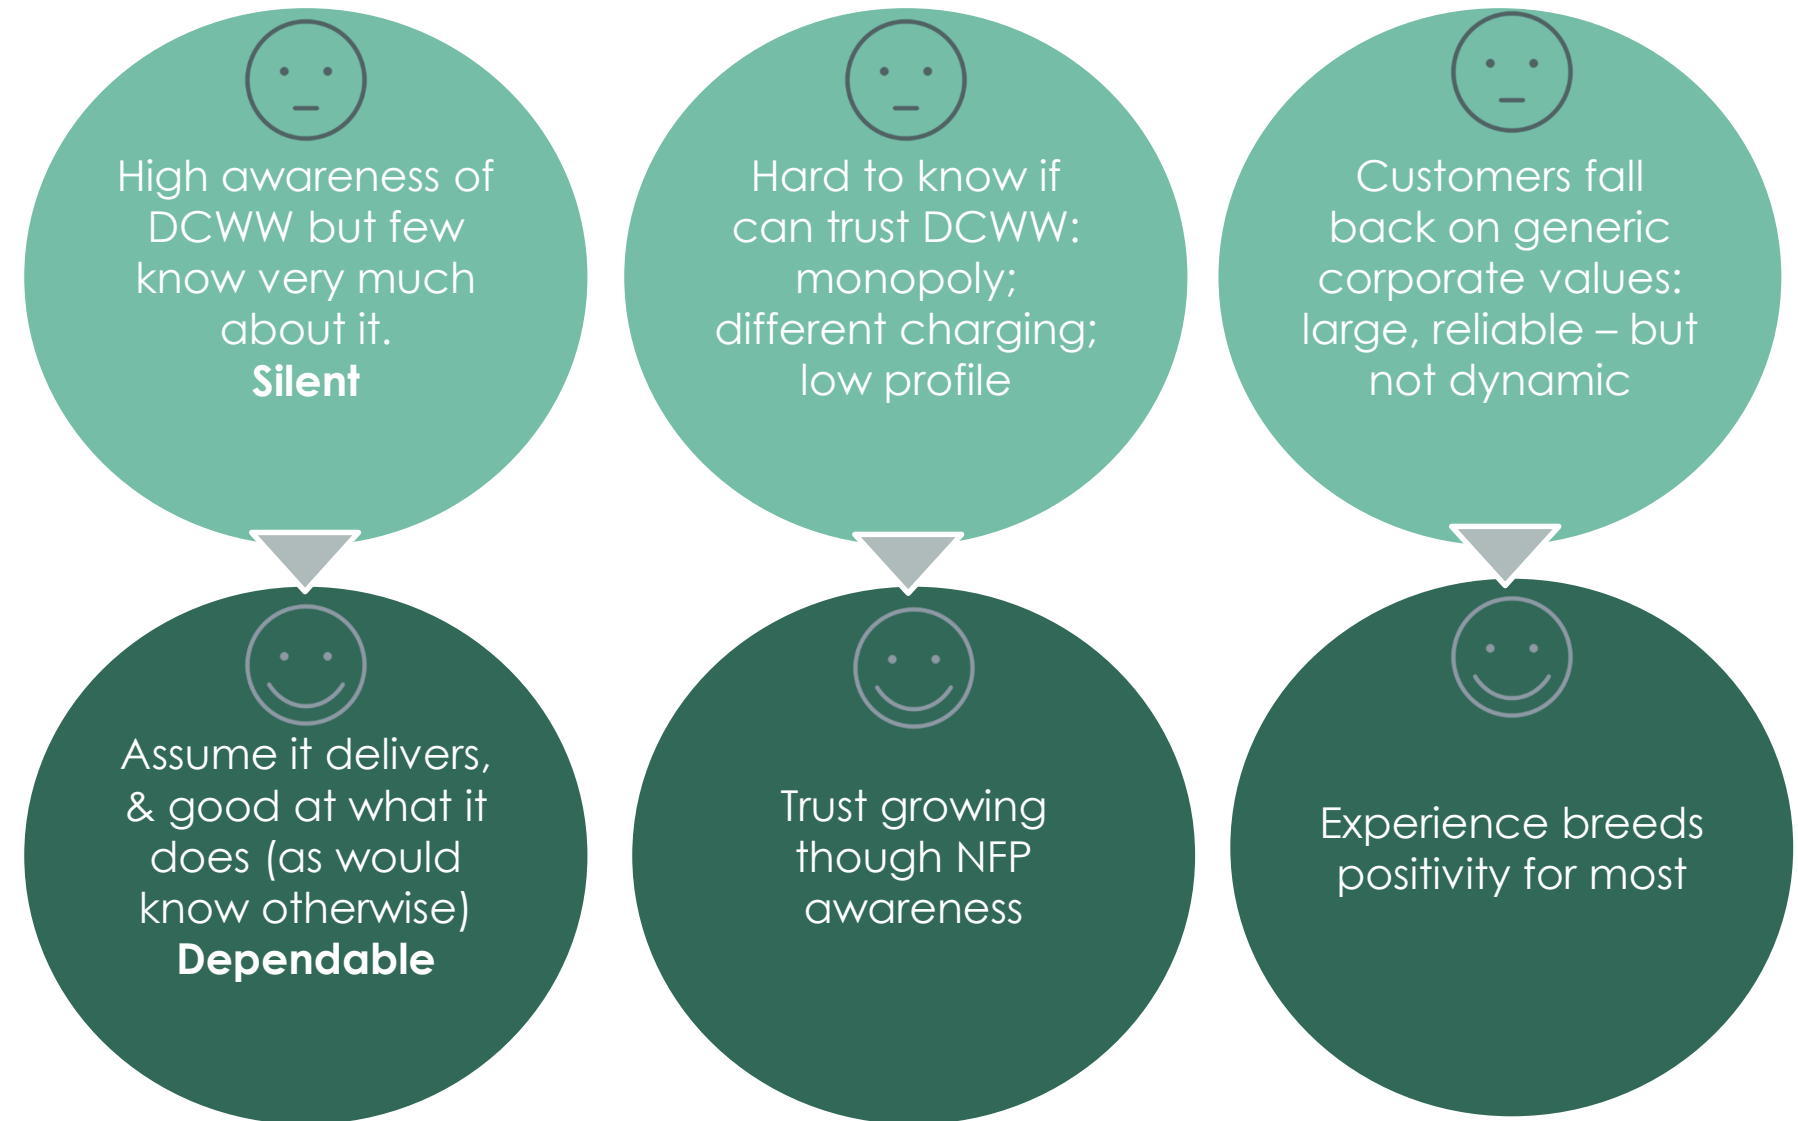 High awareness of
DCWW but few
know very much
about it.
Silent
Hard to know if
can trust DCWW:
monopoly;
different charging;
low profile
Customers fall
back on generic
corporate values:
large, reliable – but
not dynamic
Assume it delivers,
& good at what it
does (as would
know otherwise)
Dependable
Trust growing
though NFP
awareness
Experience breeds
positivity for most